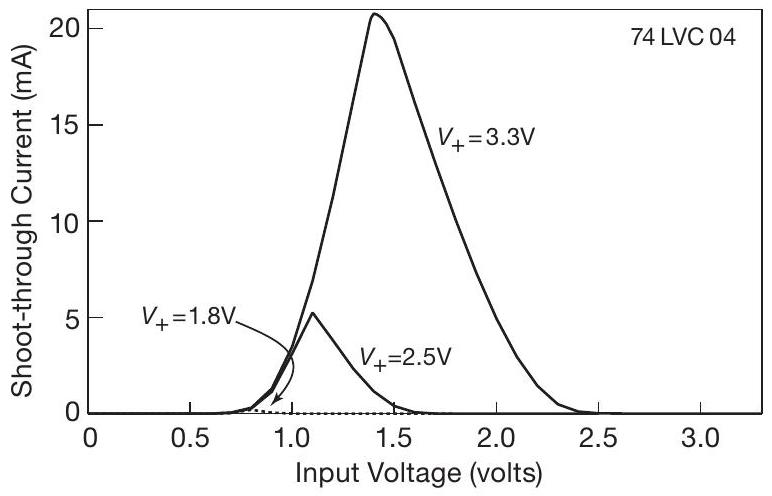 74 LVC 04
Shoot-through Current (mA)
20
15
10
5
0
V+=3.3V
V+=1.8V
V+=2.5V
0 0.5 1.0 1.5 2.0 2.5 3.0
Input Voltage (volts)